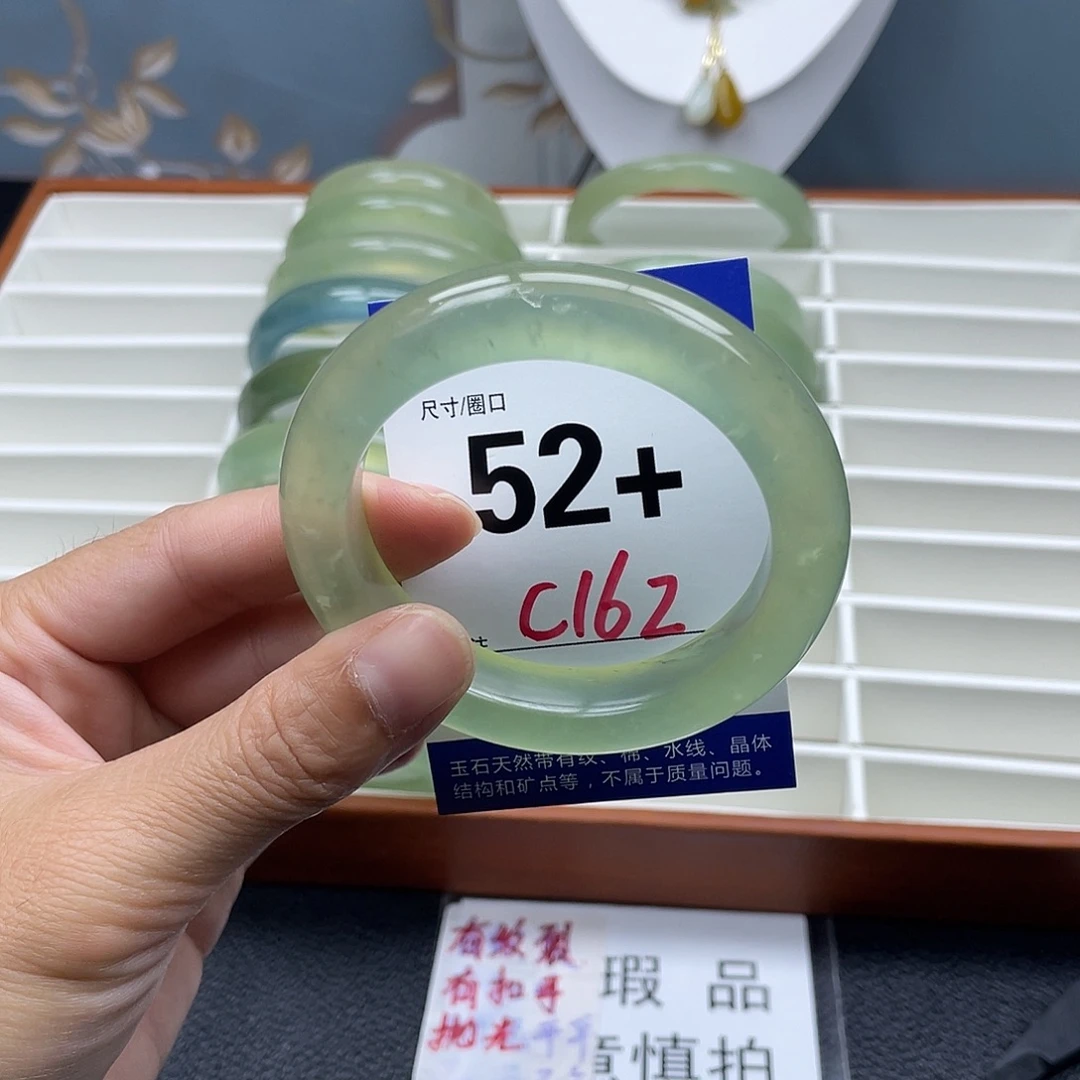 尺寸/圈口
52+
C162
玉石天然带有纹、棉、水线、晶体
结构和矿点等，不属于质量问题。
有纹裂
有扣手
抛光
瑕 品
慎拍